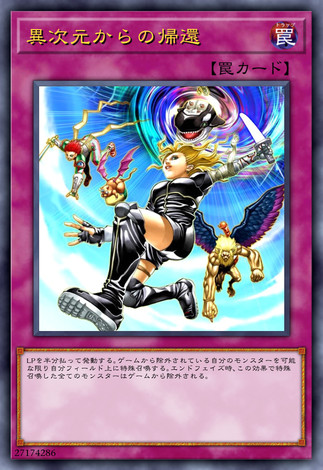 異次元からの帰還
トラップ
罠
【罠カード】
LPを半分払って発動する。ゲームから除外されている自分のモンスターを可能
な限り自分フィールド上に特殊召喚する。エンドフェイズ時、この効果で特殊
召喚した全てのモンスターはゲームから除外される。
27174286